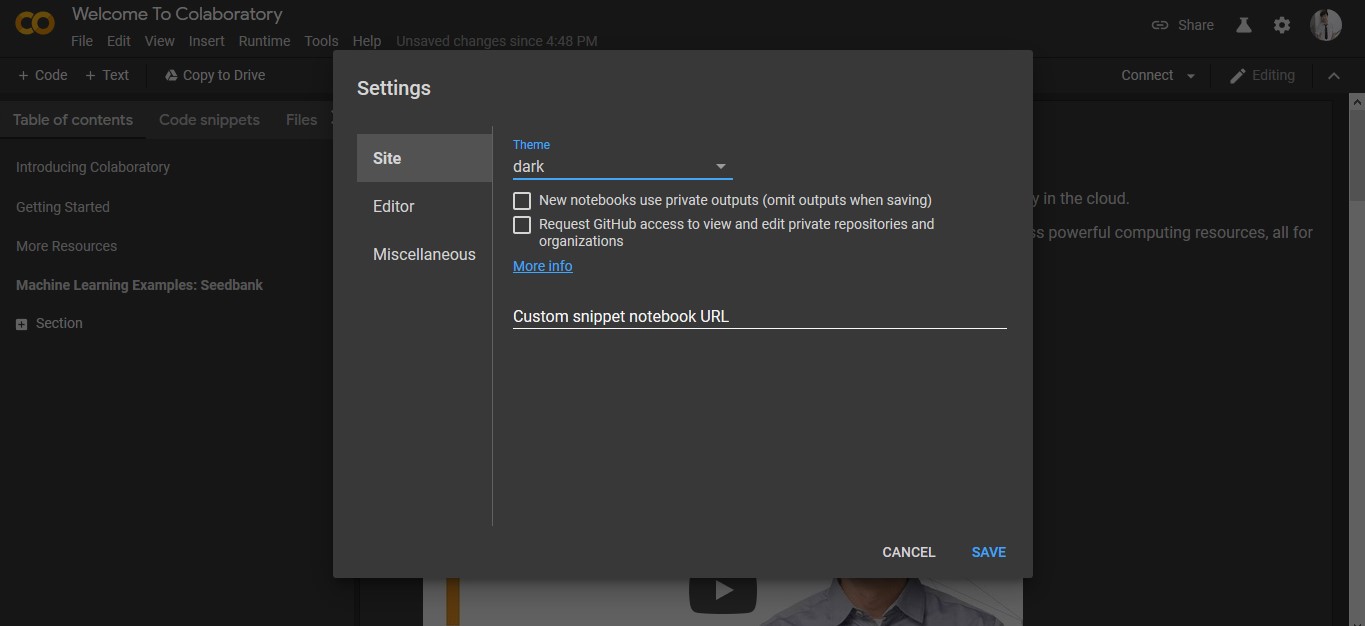 Welcome To Colaboratory
File Edit View Insert Runtime Tools Help Unsaved changes since 4:48 PM
Share
+ Code + Text Copy to Drive
Connect Editing
Table of contents Code snippets Files
Introducing Colaboratory
Getting Started
More Resources
Machine Learning Examples: Seedbank
Section
Settings
Site
Editor
Miscellaneous
Theme
dark
New notebooks use private outputs (omit outputs when saving)
Request GitHub access to view and edit private repositories and
organizations
More info
Custom snippet notebook URL
CANCEL SAVE
y in the cloud.
ss powerful computing resources, all for